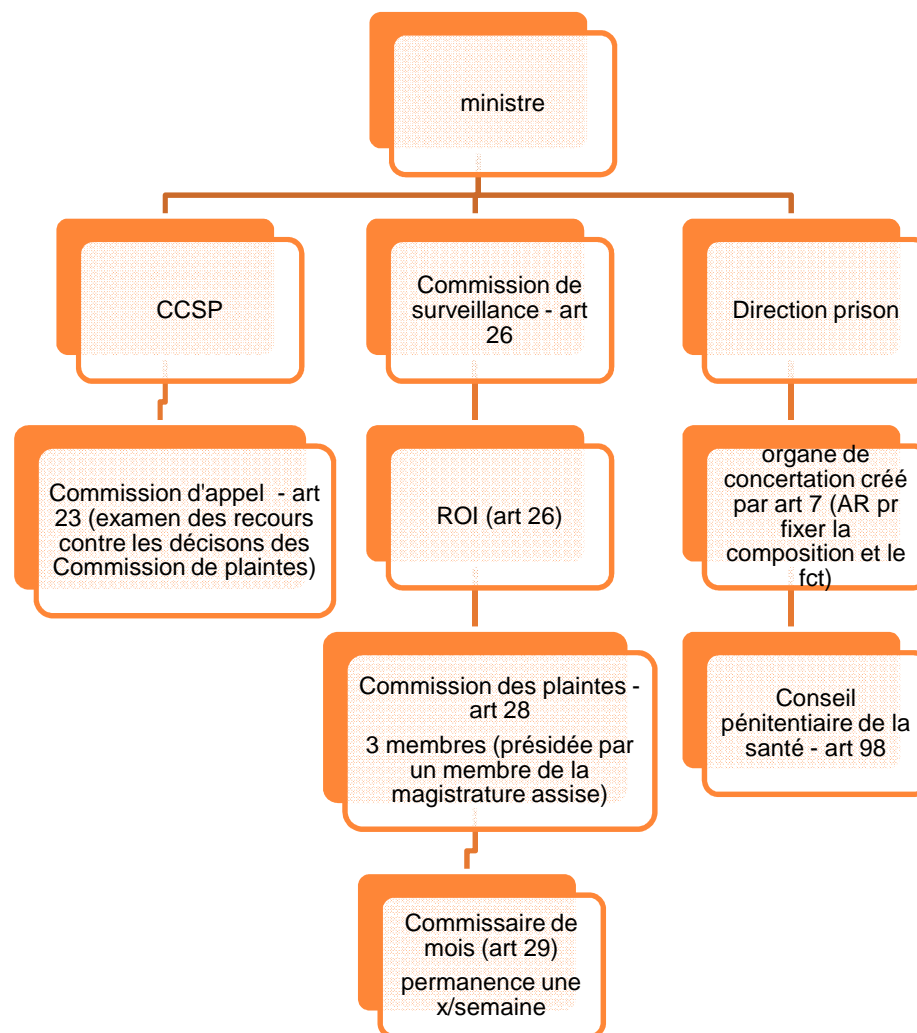 ministre
CCSP
Commission de
surveillance - art
26
Direction prison
Commission d'appel - art
23 (examen des recours
contre les décisons des
Commission de plaintes)
ROI (art 26)
organe de
concertation créé
par art 7 (AR pr
fixer la
composition et le
fct)
Commission des plaintes -
art 28
3 membres (présidée par
un membre de la
magistrature assise)
Conseil
pénitentiaire de la
santé - art 98
Commissaire de
mois (art 29)
permanence une
x/semaine